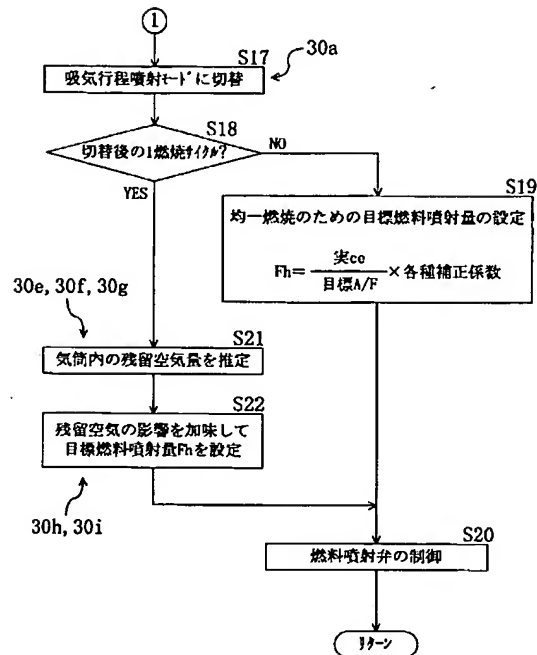 1
S17
吸気行程噴射モードに切替
30a
S18
切替後の1燃焼サイクル?
NO
YES
S19
均一燃焼のための目標燃料噴射量の設定
Fh= 実ce / 目標A/F ×各種補正係数
30e, 30f, 30g
S21
気筒内の残留空気量を推定
S22
残留空気の影響を加味して
目標燃料噴射量Fhを設定
30h, 30i
S20
燃料噴射弁の制御
リターン